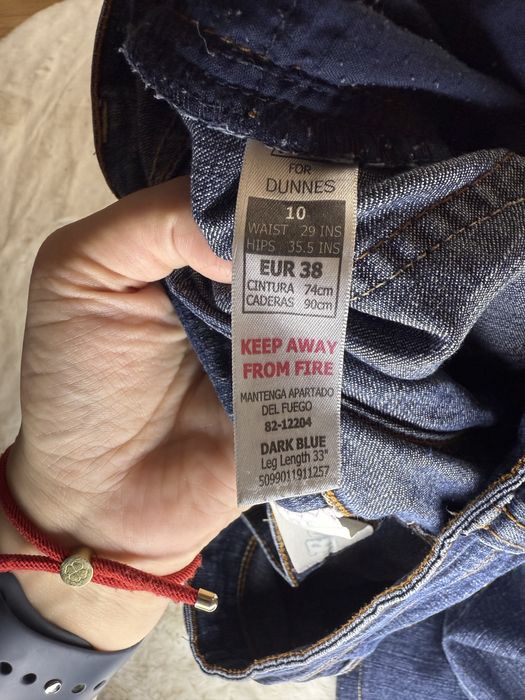 FOR
DUNNES
10
WAIST 29 INS
HIPS 35.5 INS
EUR 38
CINTURA 74cm
CADERAS 90cm
KEEP AWAY
FROM FIRE
MANTENGA APARTADO
DEL FUEGO
82-12204
DARK BLUE
Leg Length 33"
5099011911257